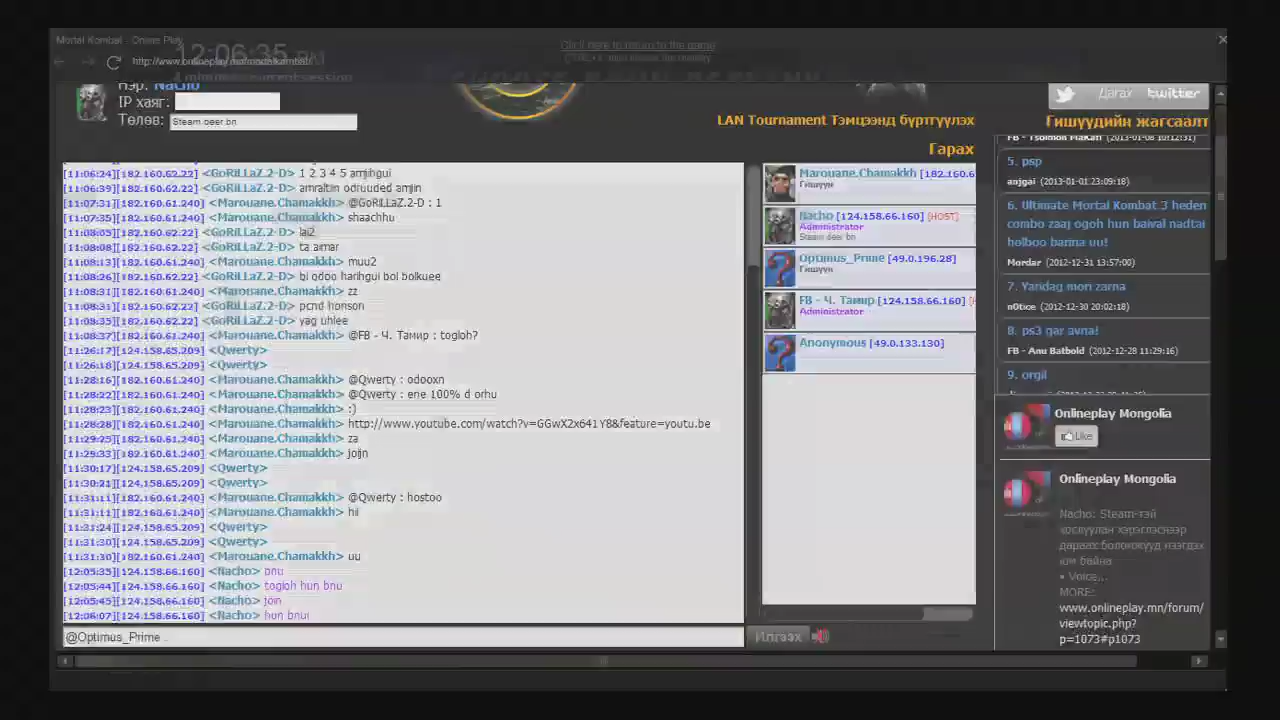 Mortal Kombat - Online Play
12:06:35 PM
Click here to return to the game
http://www.onlineplay.mn/mortalkombat/
Нэр: Nacho
IP хаяг:
Төлөв: Steam deer bn
LAN Tournament Тэмцээнд бүртгүүлэх
Гарах
[11:06:24][182.160.62.22] <GoRiLLaZ.2-D> 1 2 3 4 5 amjihgui
[11:06:39][182.160.62.22] <GoRiLLaZ.2-D> amraltiin odruuded amjin
[11:07:31][182.160.61.240] <Marouane.Chamakkh> @GoRiLLaZ.2-D : 1
[11:07:35][182.160.61.240] <Marouane.Chamakkh> shaachhu
[11:08:05][182.160.62.22] <GoRiLLaZ.2-D> lai2
[11:08:08][182.160.62.22] <GoRiLLaZ.2-D> ta amar
[11:08:13][182.160.61.240] <Marouane.Chamakkh> muu2
[11:08:26][182.160.62.22] <GoRiLLaZ.2-D> bi odoo harihgui bol bolkuee
[11:08:31][182.160.61.240] <Marouane.Chamakkh> zz
[11:08:31][182.160.62.22] <GoRiLLaZ.2-D> pcnd honson
[11:08:35][182.160.62.22] <GoRiLLaZ.2-D> yag uhlee
[11:08:37][182.160.61.240] <Marouane.Chamakkh> @FB - Ч. Тамир : togloh?
[11:26:17][124.158.65.209] <Qwerty>
[11:26:18][124.158.65.209] <Qwerty>
[11:28:16][182.160.61.240] <Marouane.Chamakkh> @Qwerty : odooxn
[11:28:22][182.160.61.240] <Marouane.Chamakkh> @Qwerty : ene 100% d orhu
[11:28:23][182.160.61.240] <Marouane.Chamakkh> :)
[11:28:28][182.160.61.240] <Marouane.Chamakkh> http://www.youtube.com/watch?v=GGwX2x641Y8&feature=youtu.be
[11:29:25][182.160.61.240] <Marouane.Chamakkh> za
[11:29:33][182.160.61.240] <Marouane.Chamakkh> joijn
[11:30:17][124.158.65.209] <Qwerty>
[11:30:21][124.158.65.209] <Qwerty>
[11:31:11][182.160.61.240] <Marouane.Chamakkh> @Qwerty : hostoo
[11:31:11][182.160.61.240] <Marouane.Chamakkh> hii
[11:31:24][124.158.65.209] <Qwerty>
[11:31:30][124.158.65.209] <Qwerty>
[11:31:30][182.160.61.240] <Marouane.Chamakkh> uu
[12:05:35][124.158.66.160] <Nacho> bnu
[12:05:44][124.158.66.160] <Nacho> togloh hun bnu
[12:05:45][124.158.66.160] <Nacho> join
[12:06:07][124.158.66.160] <Nacho> hun bnuu
@Optimus_Prime .
Илгээх
Marouane.Chamakkh [182.160.6
Гишүүн
Nacho [124.158.66.160] [HOST]
Administrator
Steam deer bn
Optimus_Prime [49.0.196.28]
Гишүүн
FB - Ч. Тамир [124.158.66.160] [H
Administrator
Anonymous [49.0.133.130]
Дагах twitter
Гишүүдийн жагсаалт
FB - Tsolmon Makan (2013-01-08 10:12:51)
5. psp
anjgai (2013-01-01 23:09:18)
6. Ultimate Mortal Kombat 3 heden
combo zaaj ogoh hun baival nadtai
holboo barina uu!
Mordar (2012-12-31 13:57:00)
7. Yaridag mori zarna
n0tice (2012-12-30 20:02:18)
8. ps3 gar avna!
FB - Anu Batbold (2012-12-28 11:29:16)
9. orgil
Onlineplay Mongolia
Like
Onlineplay Mongolia
Nacho: Steam-тэй
хослуулан хэрэглэснээр
дараах боломжууд нээгдэх
юм байна
• Voice...
MORE:
www.onlineplay.mn/forum/
viewtopic.php?
p=1073#p1073